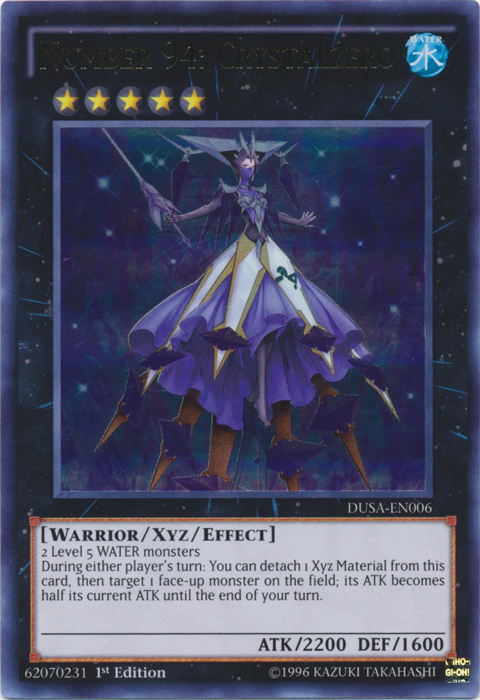 Number 94: Crystalzero
WATER
水
94
DUSA-EN006
[Warrior/Xyz/Effect]
2 Level 5 WATER monsters
During either player's turn: You can detach 1 Xyz Material from this
card, then target 1 face-up monster on the field; its ATK becomes
half its current ATK until the end of your turn.
ATK/2200 DEF/1600
62070231 1st Edition
©1996 KAZUKI TAKAHASHI